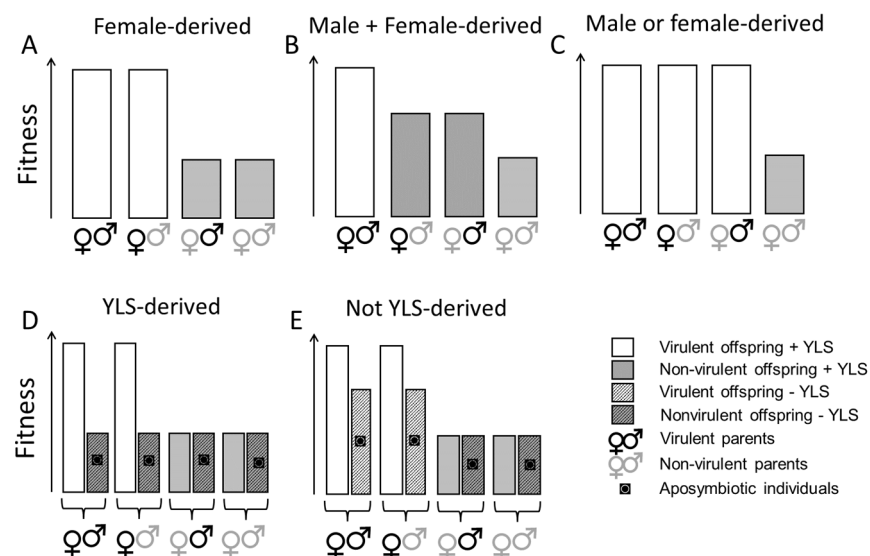 Female-derived
Male + Female-derived
Male or female-derived
A
B
C
Fitness
♀♂ ♀♂ ♀♂ ♀♂
♀♂ ♀♂ ♀♂ ♀♂
♀♂ ♀♂ ♀♂ ♀♂
YLS-derived
Not YLS-derived
D
E
Fitness
♀♂ ♀♂ ♀♂ ♀♂
♀♂ ♀♂ ♀♂ ♀♂
Virulent offspring + YLS
Non-virulent offspring + YLS
Virulent offspring - YLS
Nonvirulent offspring - YLS
♀♂ Virulent parents
♀♂ Non-virulent parents
Aposymbiotic individuals